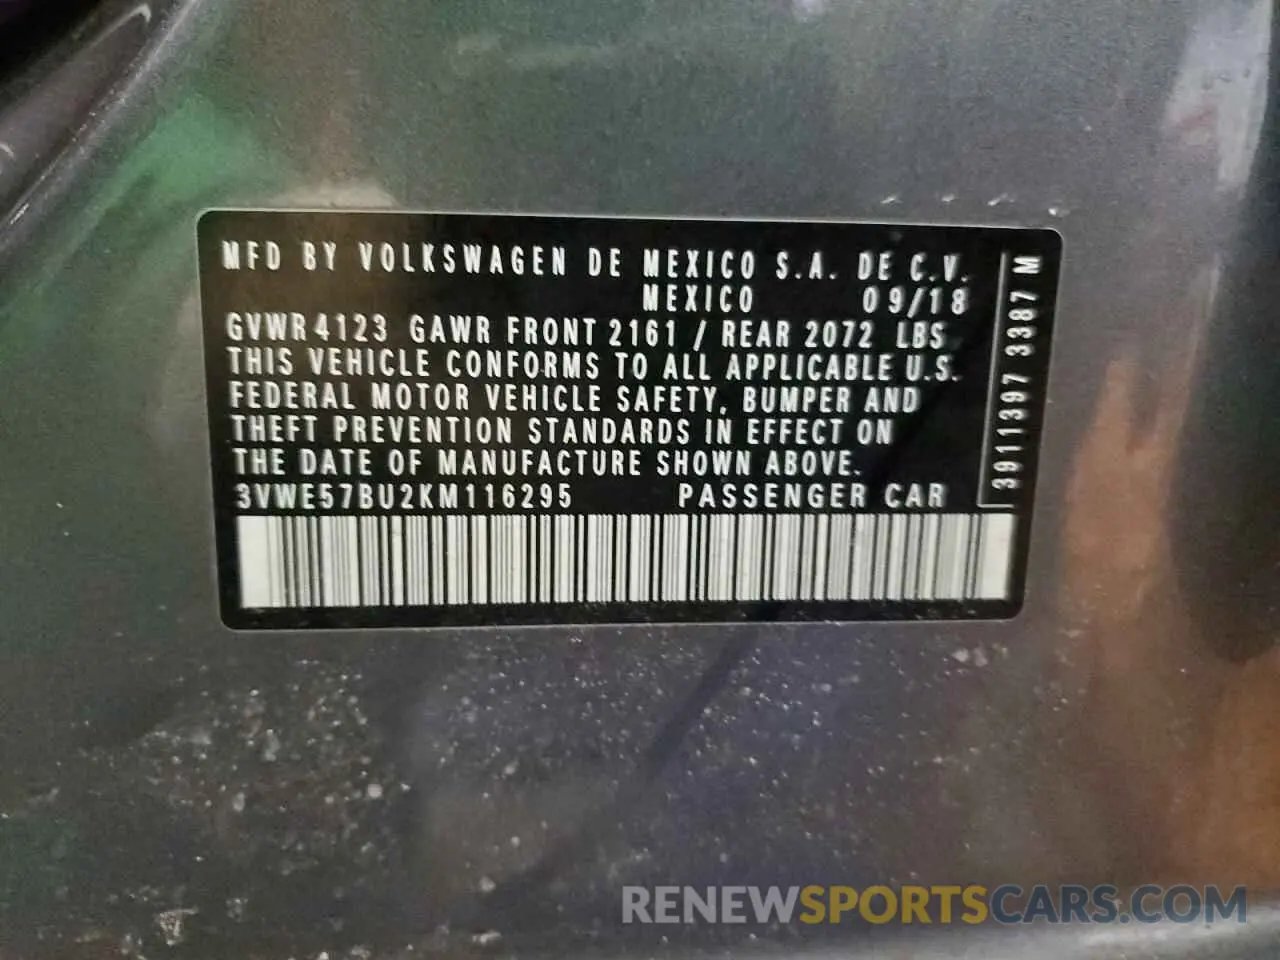 MFD BY VOLKSWAGEN DE MEXICO S.A. DE C.V.
MEXICO 09/18
GVWR 4123 GAWR FRONT 2161 / REAR 2072 LBS
THIS VEHICLE CONFORMS TO ALL APPLICABLE U.S.
FEDERAL MOTOR VEHICLE SAFETY, BUMPER AND
THEFT PREVENTION STANDARDS IN EFFECT ON
THE DATE OF MANUFACTURE SHOWN ABOVE.
3VWE57BU2KM116295 PASSENGER CAR
3911397 3387 M
RENEWSPORTSCARS.COM